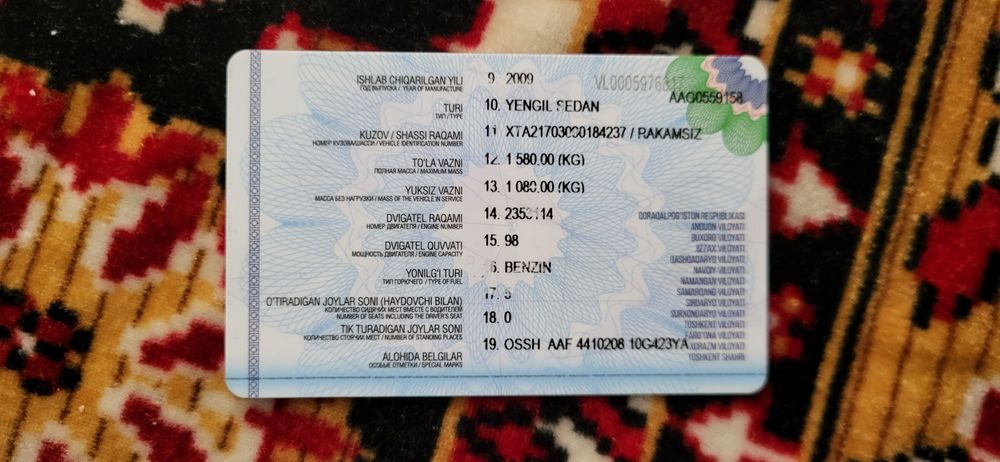 ISHLAB CHIQARILGAN YILI 9 2009
ГОД ВЫПУСКА / YEAR OF MANUFACTURE
AAG0559158
TURI 10. YENGIL SEDAN
ТИП / TYPE
KUZOV / SHASSI RAQAMI 11 XTA21703090184237 / RAKAMSIZ
НОМЕР КУЗОВА/ШАССИ / VEHICLE IDENTIFICATION NUMBER
TO'LA VAZNI 12. 1 580.00 (KG)
ПОЛНАЯ МАССА / MAXIMUM MASS
YUKSIZ VAZNI 13. 1 080.00 (KG)
МАССА БЕЗ НАГРУЗКИ / MASS OF THE VEHICLE IN SERVICE
DVIGATEL RAQAMI 14.
НОМЕР ДВИГАТЕЛЯ / ENGINE NUMBER
DVIGATEL QUVVATI 15. 98
МОЩНОСТЬ ДВИГАТЕЛЯ / ENGINE CAPACITY
YONILG'I TURI 16. BENZIN
ТИП ГОРЮЧЕГО / TYPE OF FUEL
O'TIRADIGAN JOYLAR SONI (HAYDOVCHI BILAN) 17. 5
КОЛИЧЕСТВО СИДЯЧИХ МЕСТ ВМЕСТЕ С ВОДИТЕЛЕМ
NUMBER OF SEATS INCLUDING THE DRIVER'S SEAT
TIK TURADIGAN JOYLAR SONI 18. 0
КОЛИЧЕСТВО СТОЯЧИХ МЕСТ / NUMBER OF STANDING PLACES
ALOHIDA BELGILAR 19. OSSH AAF 4410208 10G423YA
ОСОБЫЕ ОТМЕТКИ / SPECIAL MARKS
QORAQALPOG'ISTON RESPUBLIKASI
ANDIJON VILOYATI
BUXORO VILOYATI
JIZZAX VILOYATI
QASHQADARYO VILOYATI
NAVOIY VILOYATI
NAMANGAN VILOYATI
SAMARQAND VILOYATI
SIRDARYO VILOYATI
SURXONDARYO VILOYATI
TOSHKENT VILOYATI
FARG'ONA VILOYATI
XORAZM VILOYATI
TOSHKENT SHAHRI